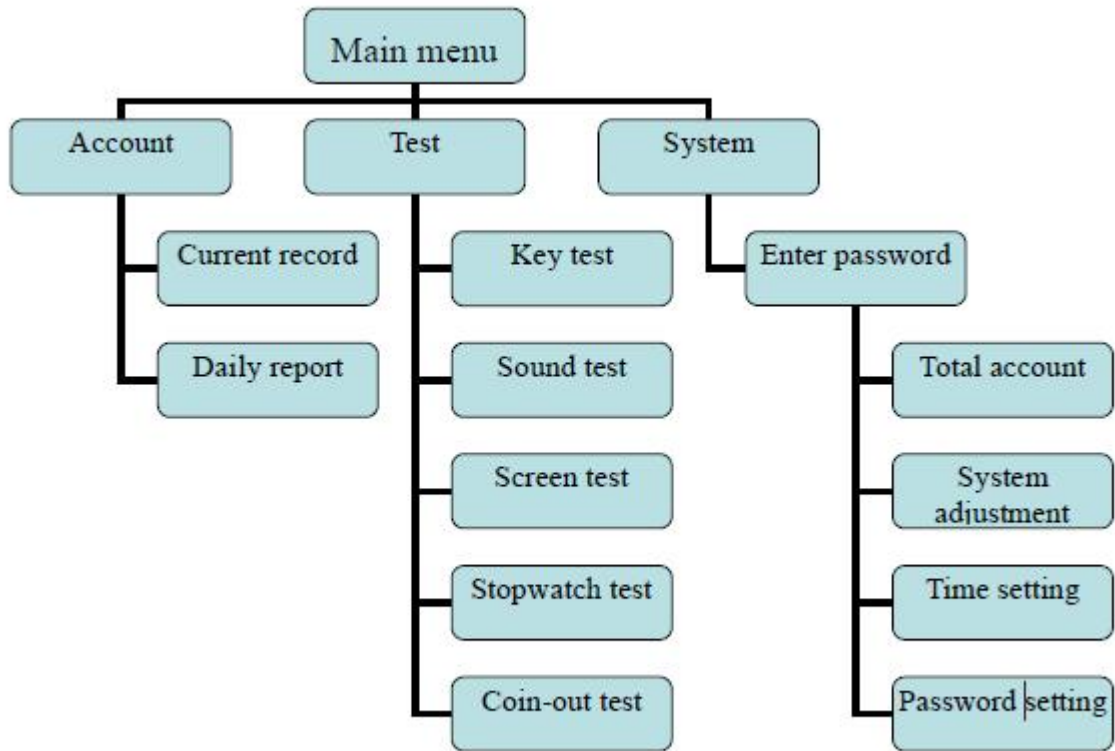 Main menu
Account
Test
System
Current record
Daily report
Key test
Sound test
Screen test
Stopwatch test
Coin-out test
Enter password
Total account
System
adjustment
Time setting
Password setting